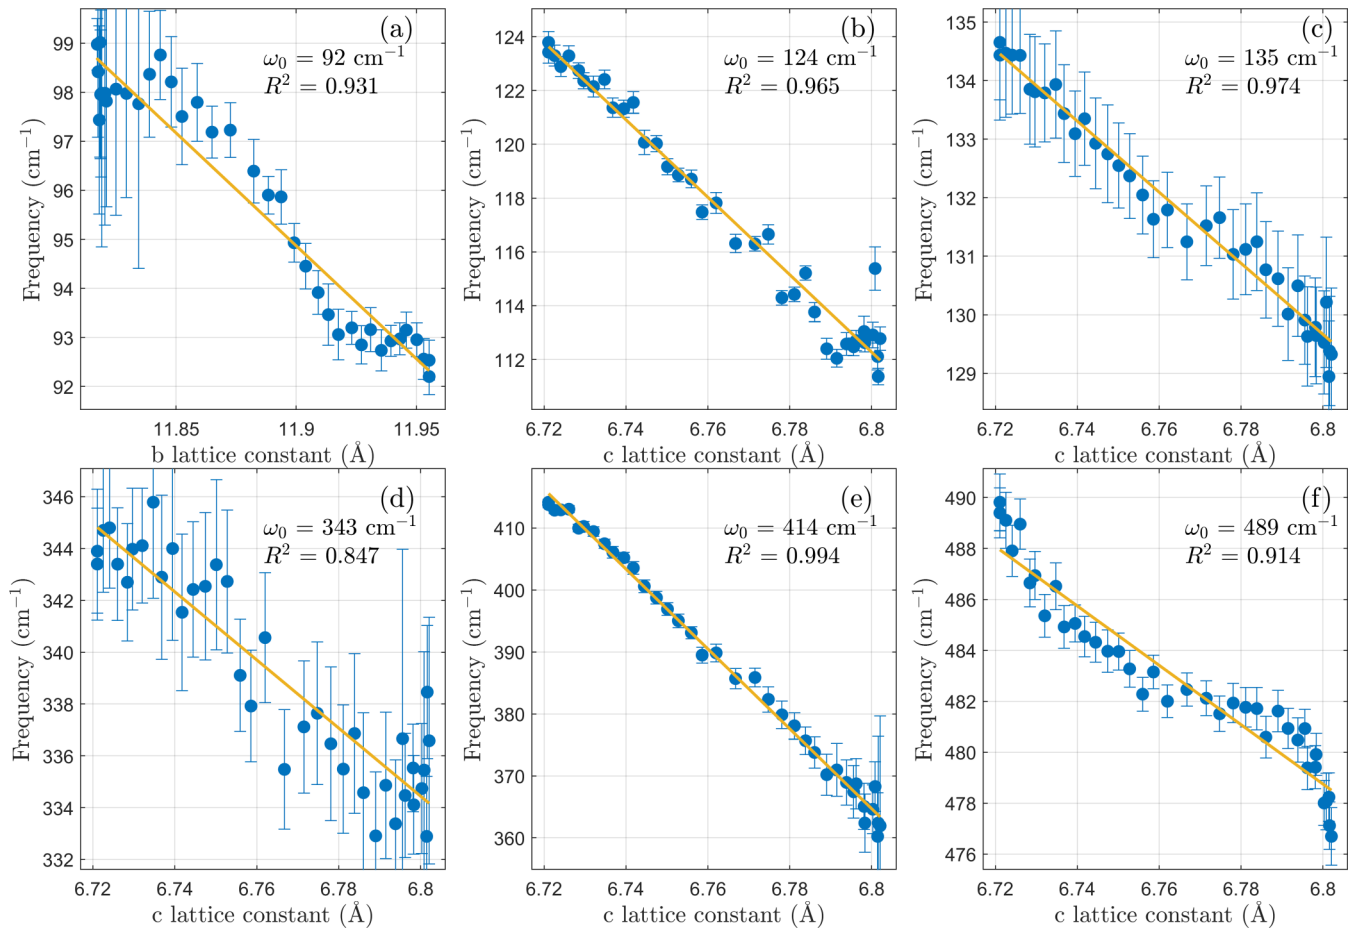 (a)
ω₀ = 92 cm⁻¹
R² = 0.931
99
98
97
96
95
94
93
92
Frequency (cm⁻¹)
11.85
11.9
11.95
b lattice constant (Å)
(b)
ω₀ = 124 cm⁻¹
R² = 0.965
124
122
120
118
116
114
112
Frequency (cm⁻¹)
6.72
6.74
6.76
6.78
6.8
c lattice constant (Å)
(c)
ω₀ = 135 cm⁻¹
R² = 0.974
135
134
133
132
131
130
129
Frequency (cm⁻¹)
6.72
6.74
6.76
6.78
6.8
c lattice constant (Å)
(d)
ω₀ = 343 cm⁻¹
R² = 0.847
346
344
342
340
338
336
334
332
Frequency (cm⁻¹)
6.72
6.74
6.76
6.78
6.8
c lattice constant (Å)
(e)
ω₀ = 414 cm⁻¹
R² = 0.994
410
400
390
380
370
360
Frequency (cm⁻¹)
6.72
6.74
6.76
6.78
6.8
c lattice constant (Å)
(f)
ω₀ = 489 cm⁻¹
R² = 0.914
490
488
486
484
482
480
478
476
Frequency (cm⁻¹)
6.72
6.74
6.76
6.78
6.8
c lattice constant (Å)